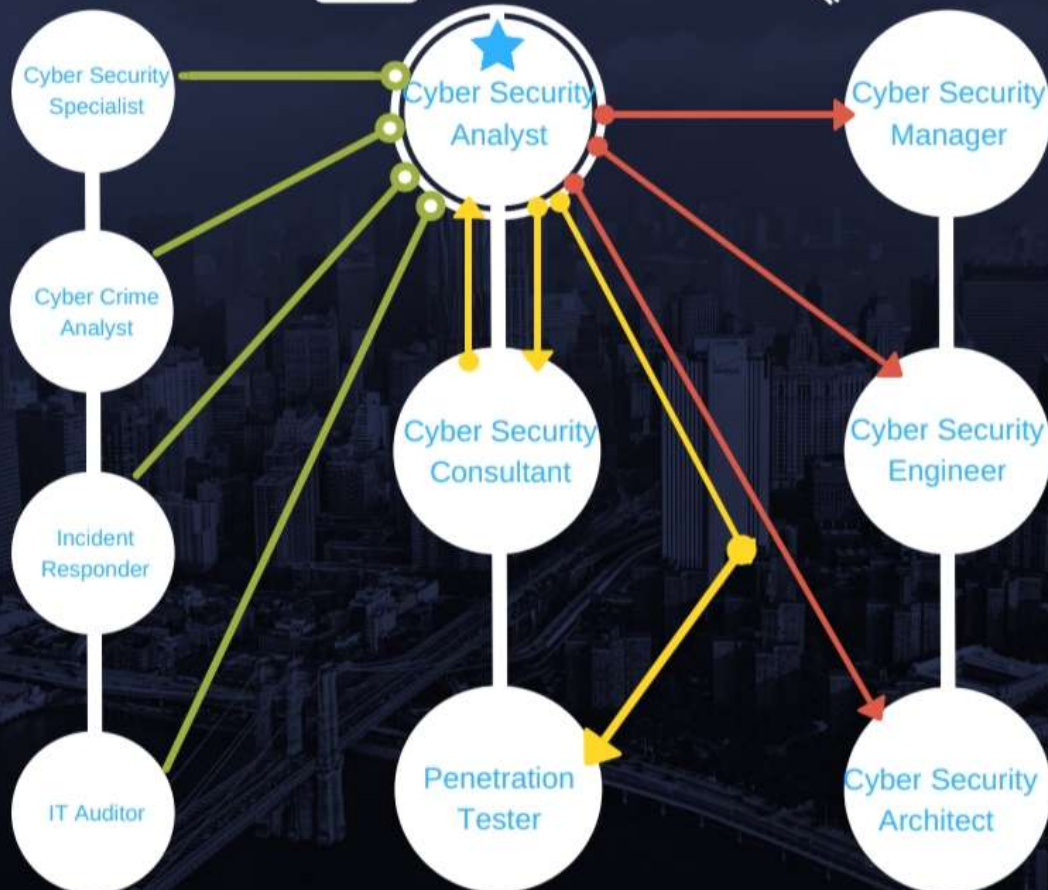 Cyber Security
Specialist
Cyber Crime
Analyst
Incident
Responder
IT Auditor
Cyber Security
Analyst
Cyber Security
Consultant
Penetration
Tester
Cyber Security
Manager
Cyber Security
Engineer
Cyber Security
Architect